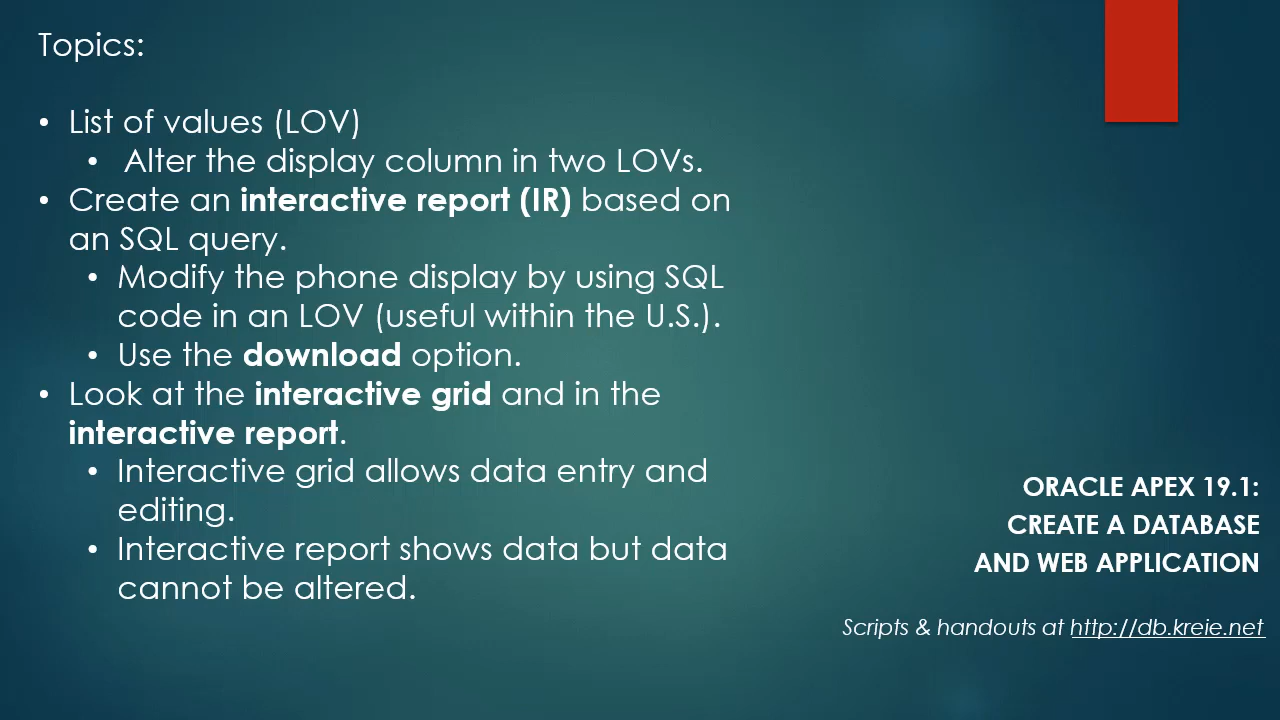 Topics:
• List of values (LOV)
• Alter the display column in two LOVs.
• Create an interactive report (IR) based on
an SQL query.
• Modify the phone display by using SQL
code in an LOV (useful within the U.S.).
• Use the download option.
• Look at the interactive grid and in the
interactive report.
• Interactive grid allows data entry and
editing.
• Interactive report shows data but data
cannot be altered.
ORACLE APEX 19.1:
CREATE A DATABASE
AND WEB APPLICATION
Scripts & handouts at http://db.kreie.net